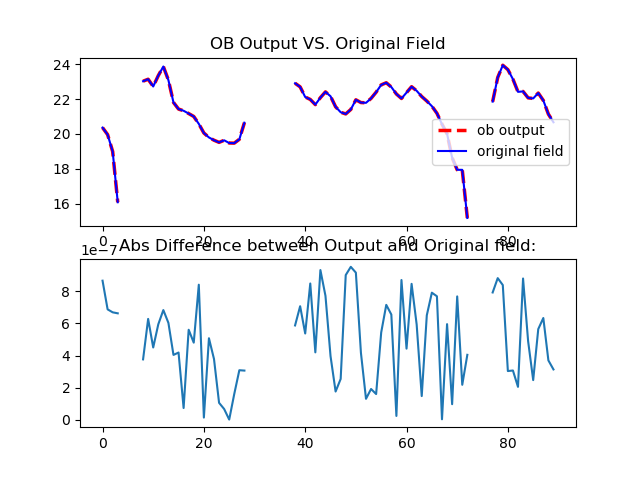 OB Output VS. Original Field
24
22
20
18
16
ob output
original field
0 20 40 60 80
1e−7
Abs Difference between Output and Original field:
8
6
4
2
0
0 20 40 60 80